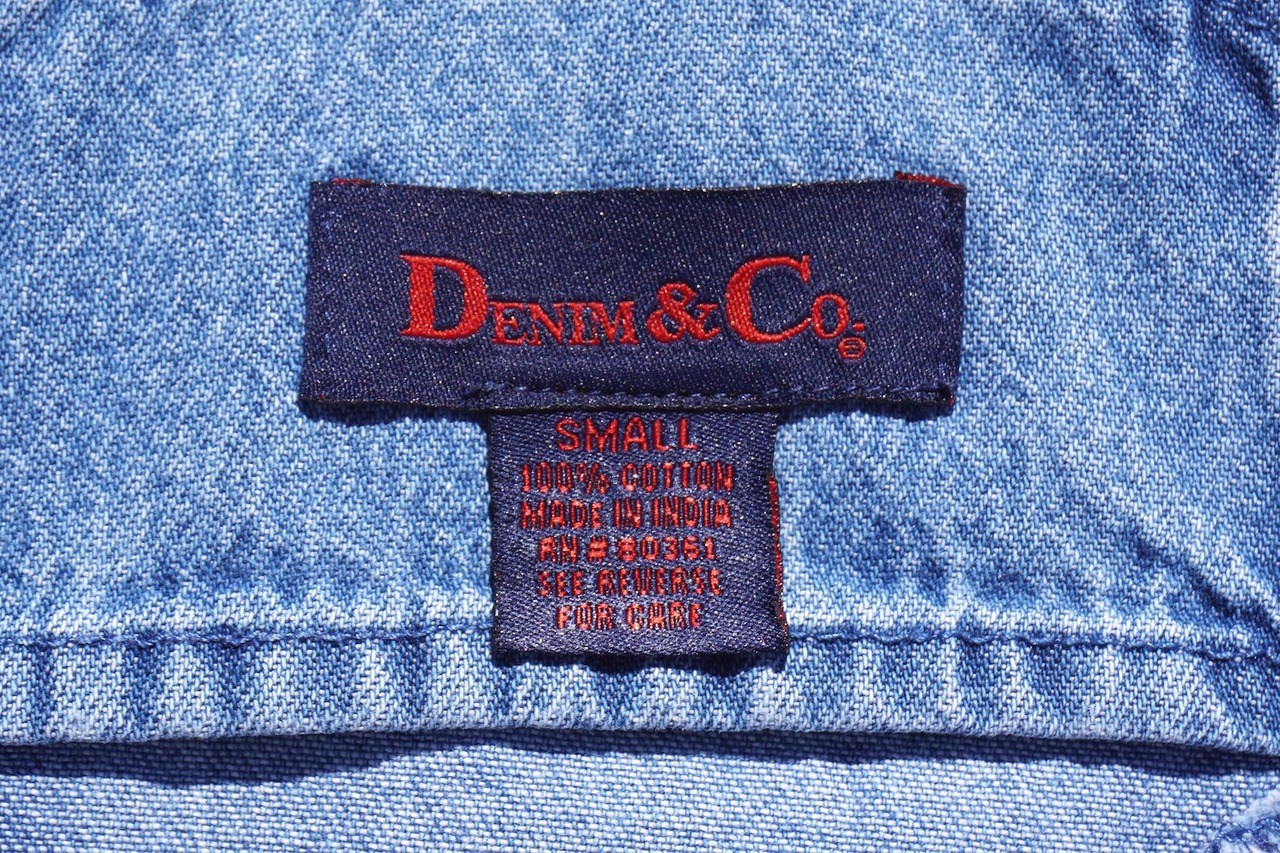 DENIM & CO.®
SMALL
100% COTTON
MADE IN INDIA
RN # 80361
SEE REVERSE
FOR CARE